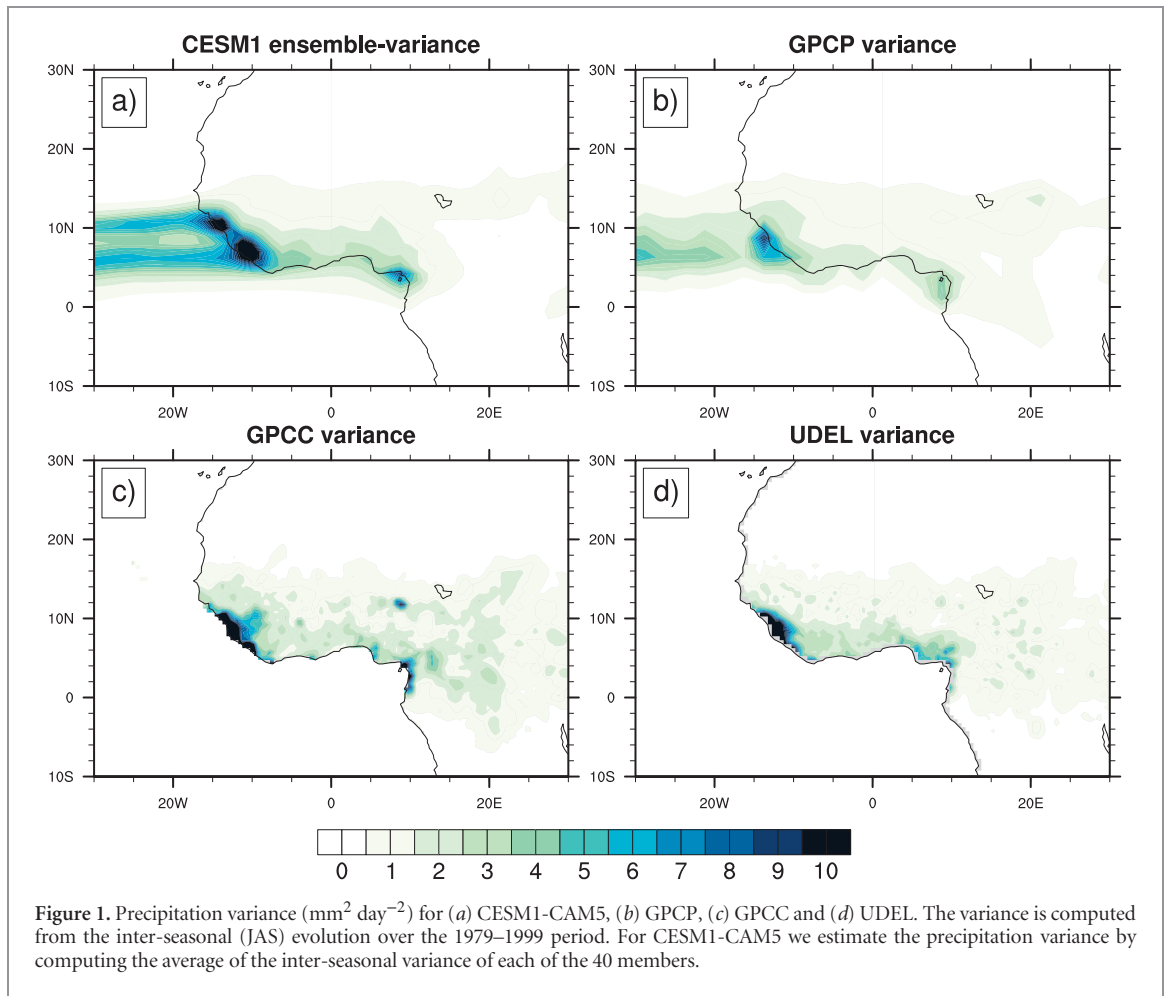 CESM1 ensemble-variance
GPCP variance
30N
20N
10N
0
10S
a)
20W
0
20E
30N
20N
10N
0
10S
b)
20W
0
20E
GPCC variance
UDEL variance
30N
20N
10N
0
10S
c)
20W
0
20E
30N
20N
10N
0
10S
d)
20W
0
20E
0 1 2 3 4 5 6 7 8 9 10
Figure 1. Precipitation variance (mm² day⁻²) for (a) CESM1-CAM5, (b) GPCP, (c) GPCC and (d) UDEL. The variance is computed
from the inter-seasonal (JAS) evolution over the 1979–1999 period. For CESM1-CAM5 we estimate the precipitation variance by
computing the average of the inter-seasonal variance of each of the 40 members.